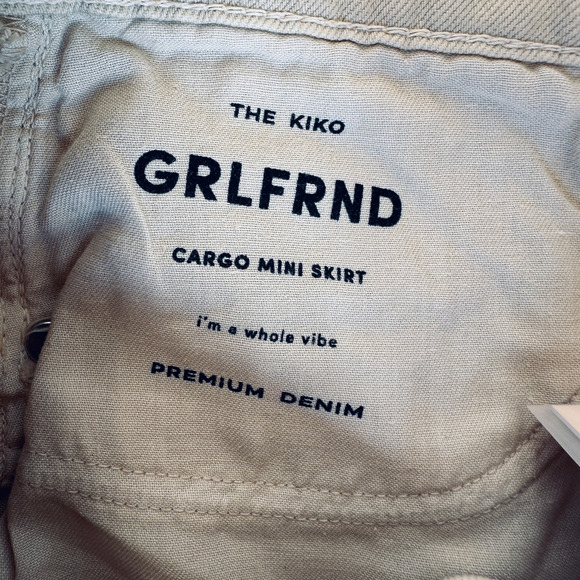 THE KIKO
GRLFRND
CARGO MINI SKIRT
i'm a whole vibe
PREMIUM DENIM